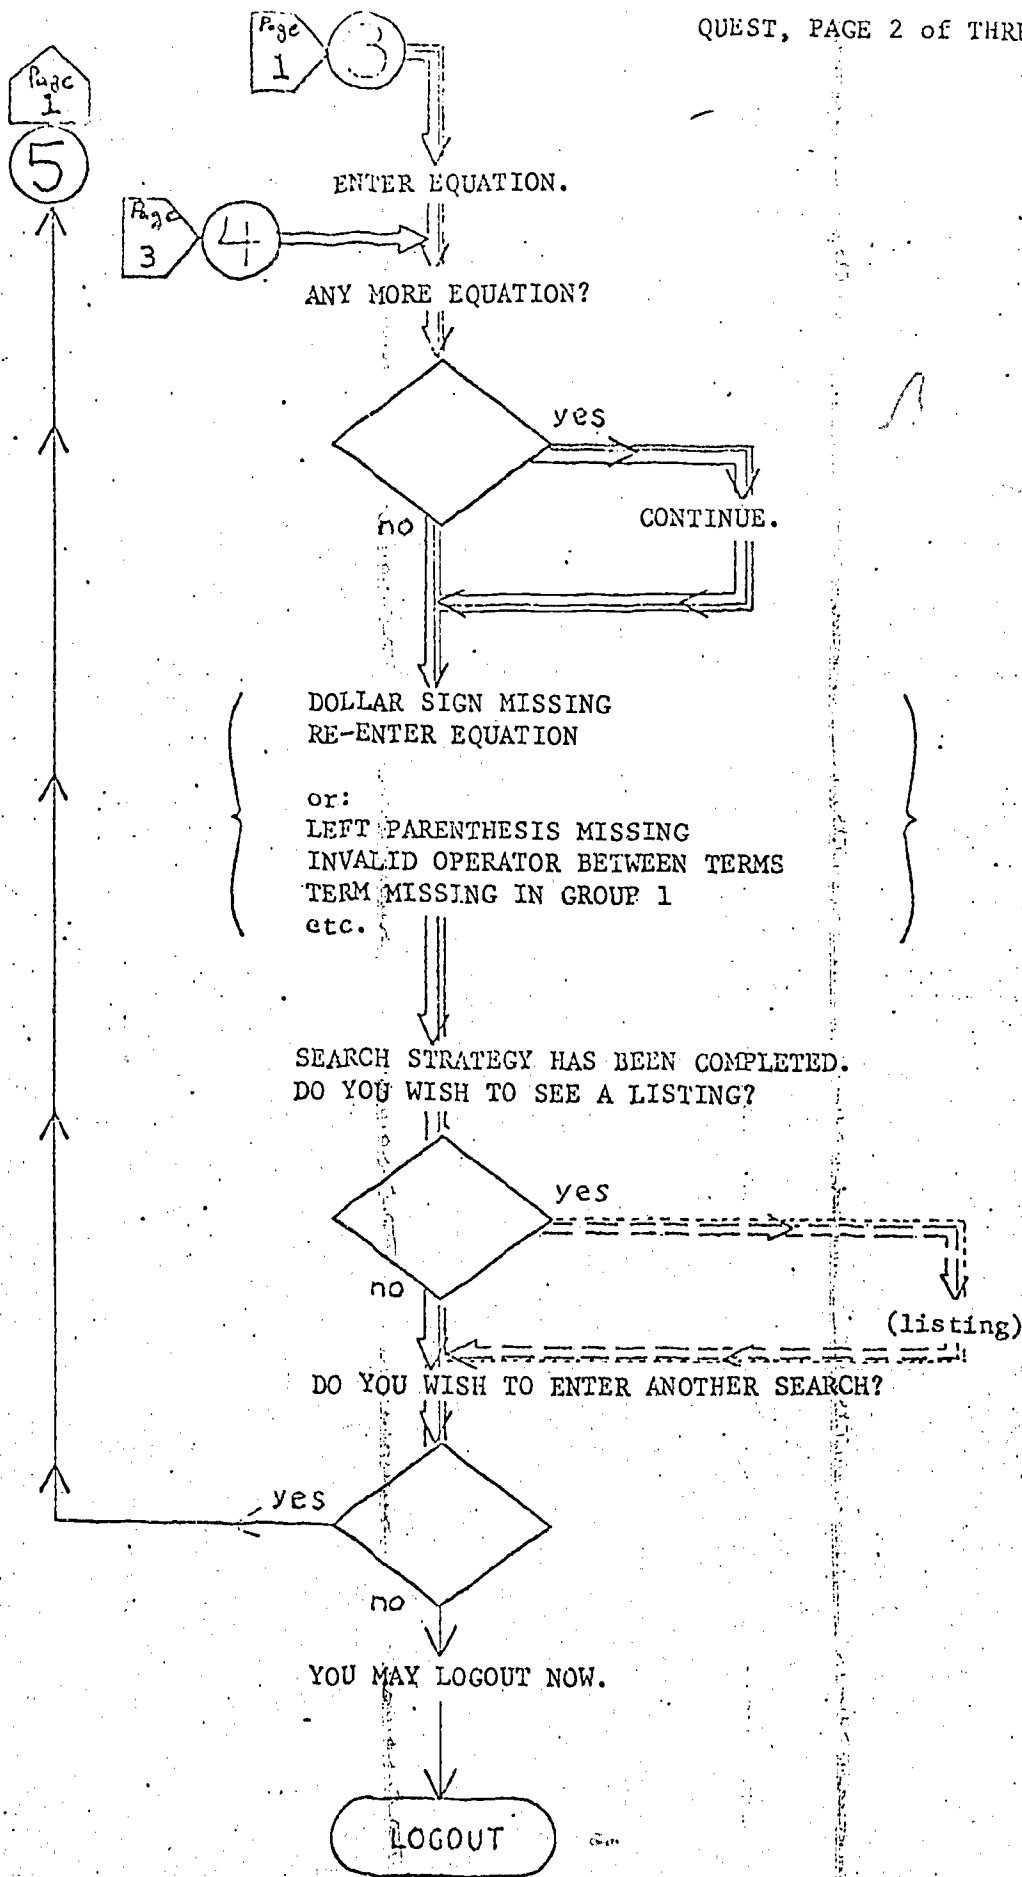 QUEST, PAGE 2 of THRE
Page
1
3
Page
1
5
ENTER EQUATION.
Page
3
4
ANY MORE EQUATION?
yes
no
CONTINUE.
DOLLAR SIGN MISSING
RE-ENTER EQUATION
or:
LEFT PARENTHESIS MISSING
INVALID OPERATOR BETWEEN TERMS
TERM MISSING IN GROUP 1
etc.
SEARCH STRATEGY HAS BEEN COMPLETED.
DO YOU WISH TO SEE A LISTING?
yes
no
(listing)
DO YOU WISH TO ENTER ANOTHER SEARCH?
yes
no
YOU MAY LOGOUT NOW.
LOGOUT